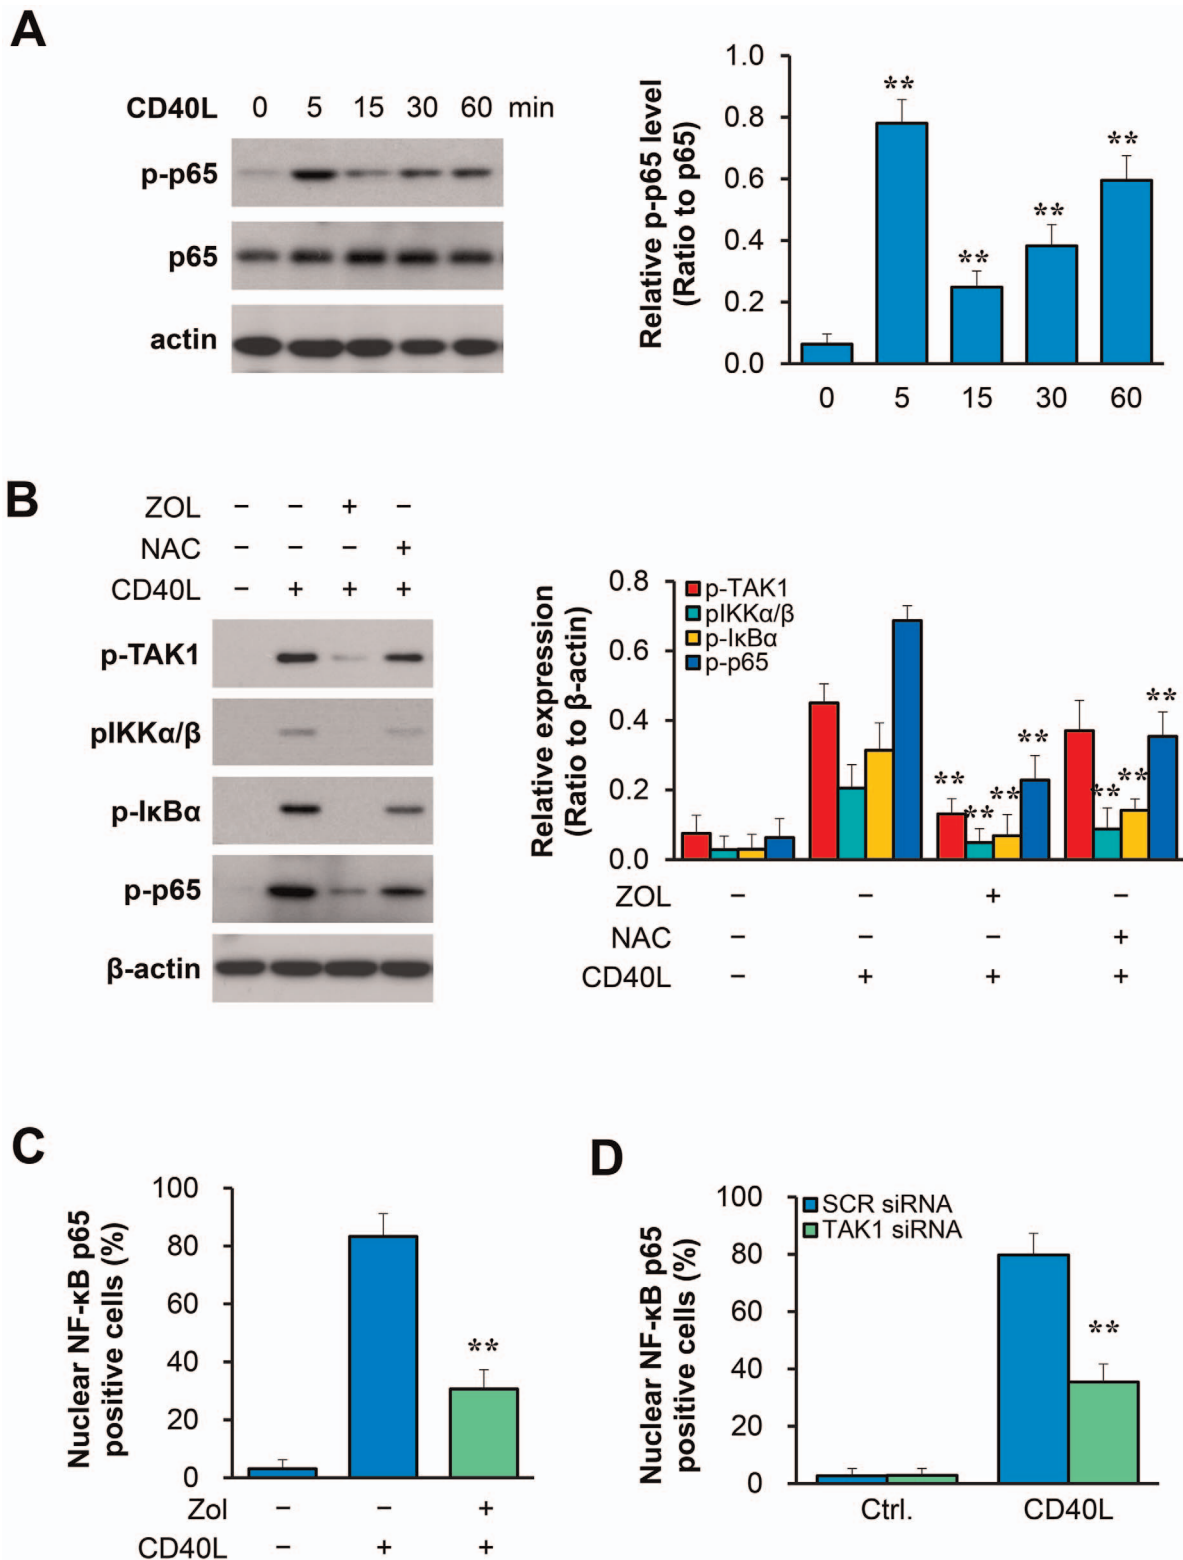 A
CD40L 0 5 15 30 60 min
p-p65
p65
actin
Relative p-p65 level
(Ratio to p65)
1.0
0.8
0.6
0.4
0.2
0.0
** ** ** **
0 5 15 30 60
B
ZOL − − + −
NAC − − − +
CD40L − + + +
p-TAK1
pIKKα/β
p-IκBα
p-p65
β-actin
Relative expression
(Ratio to β-actin)
0.8
0.6
0.4
0.2
0.0
p-TAK1
pIKKα/β
p-IκBα
p-p65
** ** ** ** ** ** **
ZOL − − + −
NAC − − − +
CD40L − + + +
C
Nuclear NF-κB p65
positive cells (%)
100
80
60
40
20
0
**
Zol − − +
CD40L − + +
D
Nuclear NF-κB p65
positive cells (%)
100
80
60
40
20
0
SCR siRNA
TAK1 siRNA
**
Ctrl. CD40L